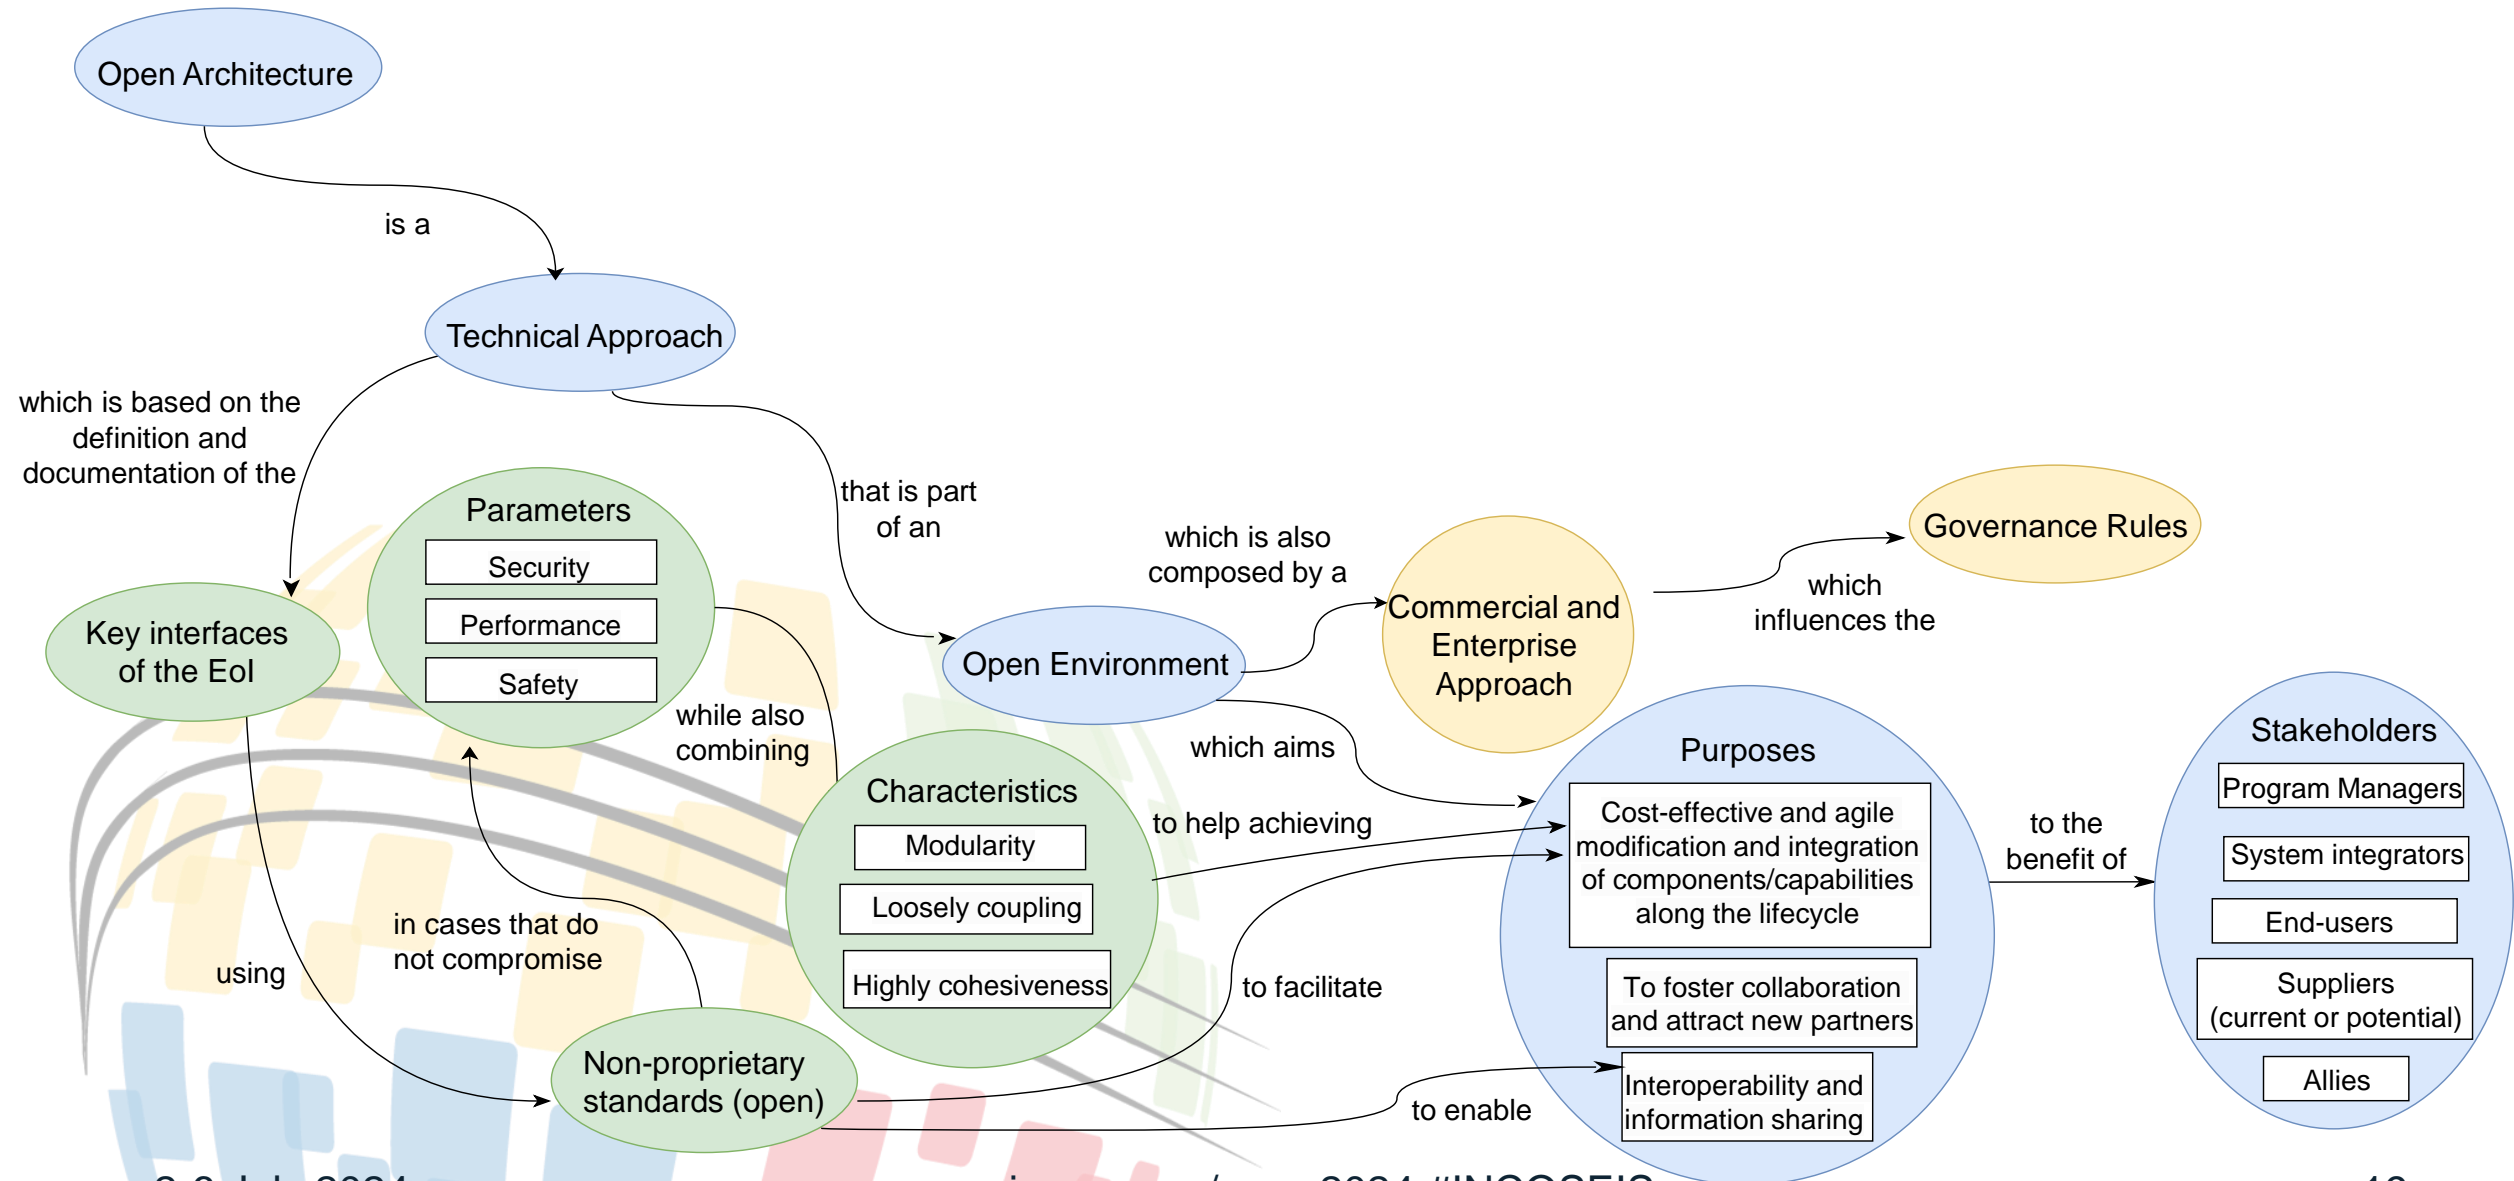 Open Architecture
is a
Technical Approach
which is based on the
definition and
documentation of the
that is part
of an
Parameters
Security
Performance
Safety
Key interfaces
of the EoI
which is also
composed by a
Commercial and
Enterprise
Approach
which
influences the
Governance Rules
Open Environment
which aims
while also
combining
Characteristics
Modularity
Loosely coupling
Highly cohesiveness
to help achieving
in cases that do
not compromise
using
Non-proprietary
standards (open)
to facilitate
to enable
Purposes
Cost-effective and agile
modification and integration
of components/capabilities
along the lifecycle
To foster collaboration
and attract new partners
Interoperability and
information sharing
to the
benefit of
Stakeholders
Program Managers
System integrators
End-users
Suppliers
(current or potential)
Allies
2024 #INCOSEIS